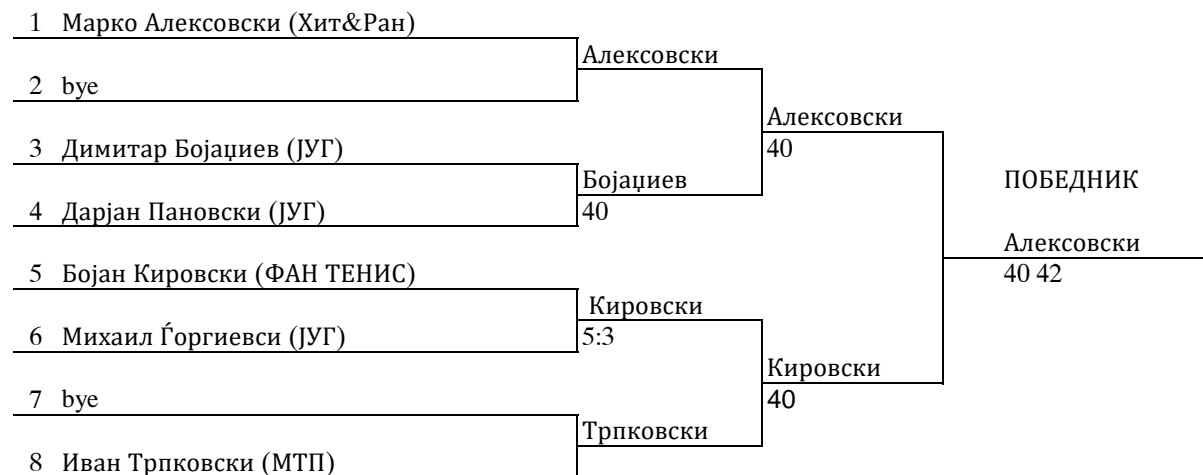 1 Марко Алексовски (Хит&Ран)
Алексовски
2 bye
Алексовски
3 Димитар Бојаџиев (ЈУГ)
40
Бојаџиев
ПОБЕДНИК
4 Дарјан Пановски (ЈУГ)
40
Алексовски
5 Бојан Кировски (ФАН ТЕНИС)
40 42
Кировски
6 Михаил Ѓоргиевси (ЈУГ)
5:3
Кировски
7 bye
40
Трпковски
8 Иван Трпковски (МТП)